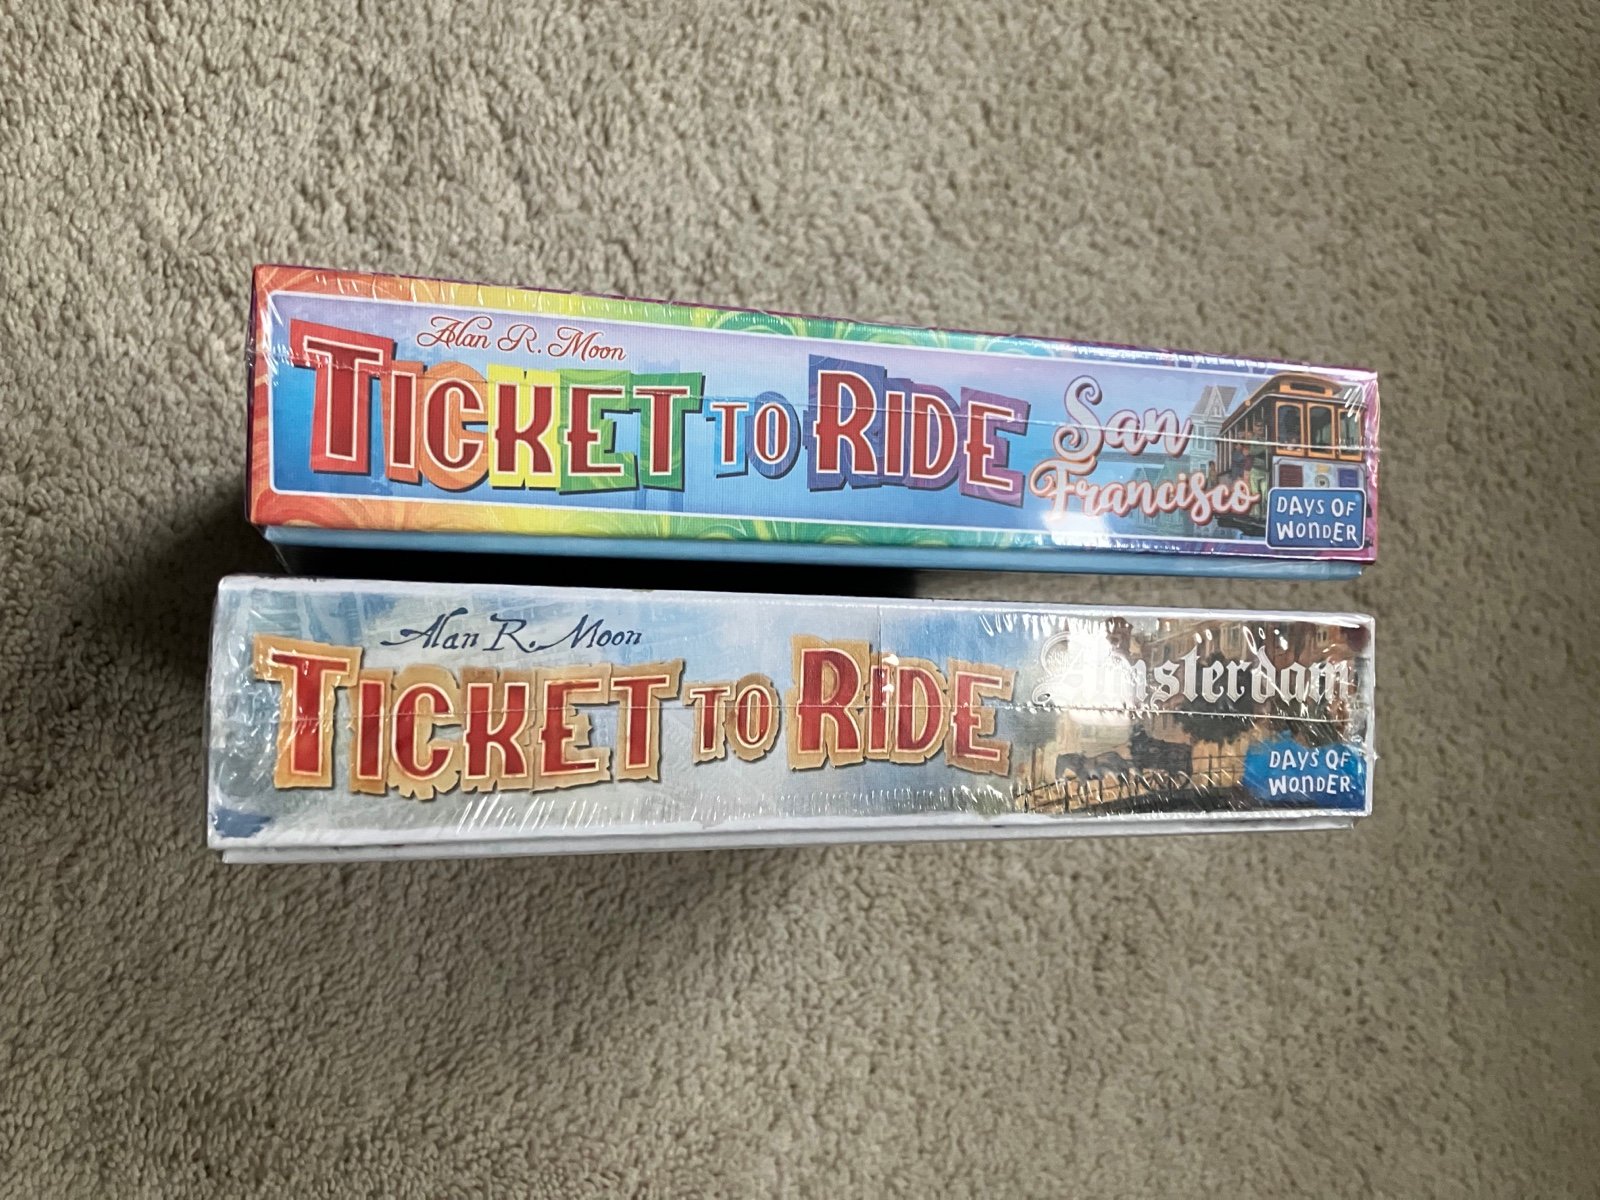 Alan R. Moon
TICKET TO RIDE
San
Francisco
DAYS OF
WONDER
Alan R. Moon
TICKET TO RIDE
Amsterdam
DAYS OF
WONDER